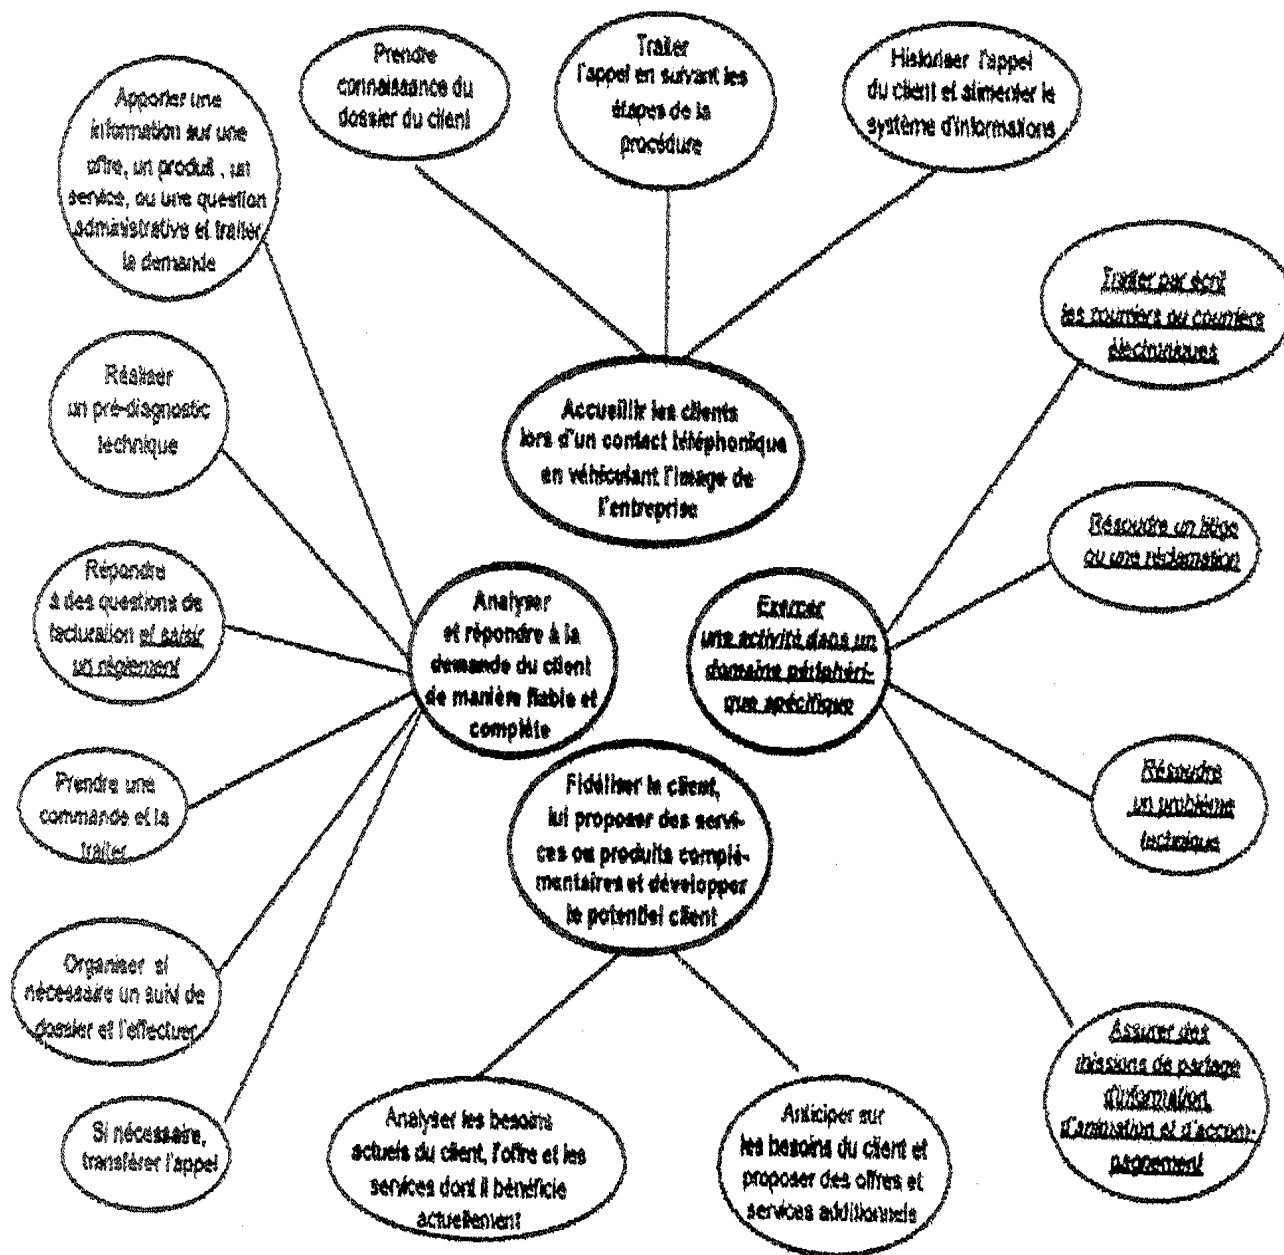 Prendre
connaissance du
dossier du client
Traiter
l'appel en suivant les
étapes de la
procédure
Historiser l'appel
du client et alimenter le
système d'informations
Apporter une
information sur une
offre, un produit , un
service, ou une question
administrative et traiter
la demande
Traiter par écrit
les courriers ou courriers
électroniques
Réaliser
un pré-diagnostic
technique
Accueillir les clients
lors d'un contact téléphonique
en véhiculant l'image de
l'entreprise
Résoudre un litige
ou une réclamation
Répondre
à des questions de
facturation et saisir
un règlement
Analyser
et répondre à la
demande du client
de manière fiable et
complète
Exercer
une activité dans un
domaine périphéri-
que spécifique
Prendre une
commande et la
traiter
Fidéliser le client,
lui proposer des servi-
ces ou produits complé-
mentaires et développer
le potentiel client
Résoudre
un problème
technique
Organiser si
nécessaire un suivi de
dossier et l'effectuer
Si nécessaire,
transférer l'appel
Analyser les besoins
actuels du client, l'offre et les
services dont il bénéficie
actuellement
Anticiper sur
les besoins du client et
proposer des offres et
services additionnels
Assurer des
missions de partage
d'information,
d'animation et d'accom-
pagnement